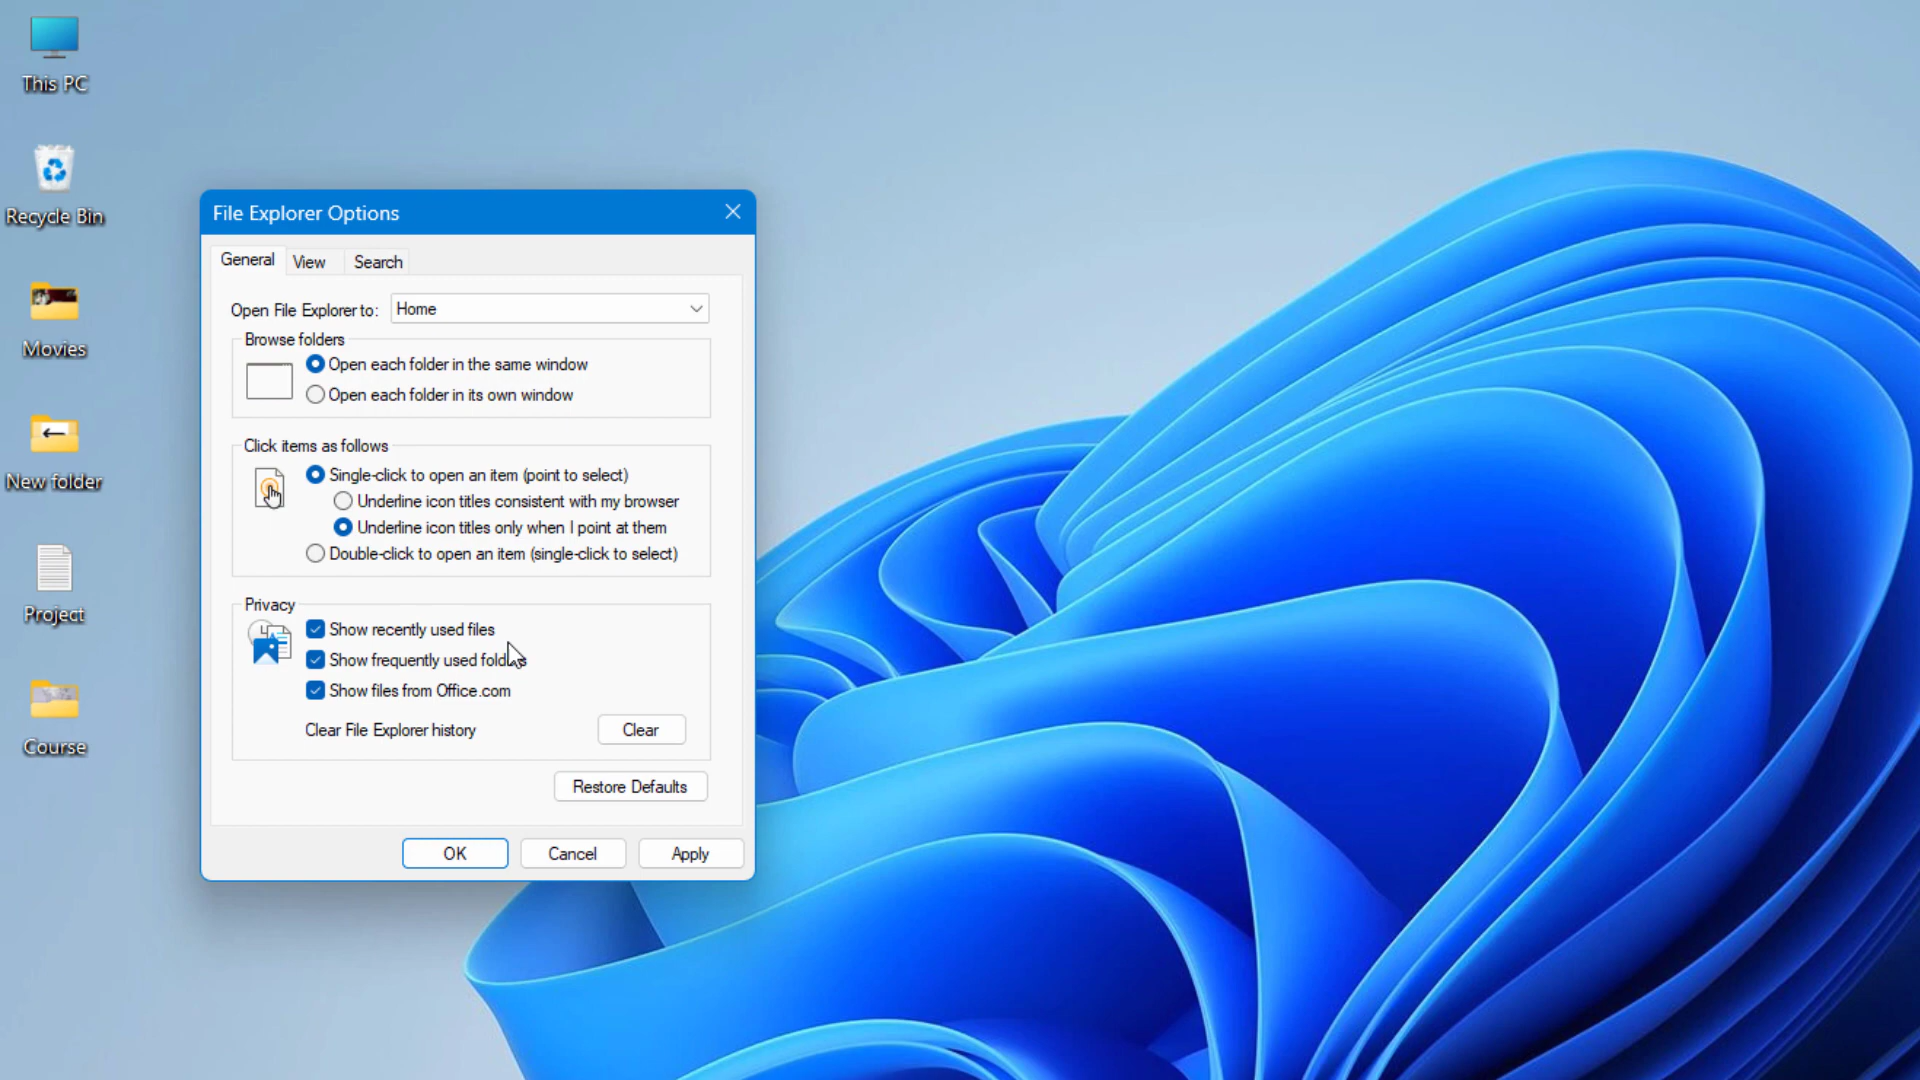 This PC
Recycle Bin
Movies
New folder
Project
Course
File Explorer Options
General
View
Search
Open File Explorer to:
Home
Browse folders
Open each folder in the same window
Open each folder in its own window
Click items as follows
Single-click to open an item (point to select)
Underline icon titles consistent with my browser
Underline icon titles only when I point at them
Double-click to open an item (single-click to select)
Privacy
Show recently used files
Show frequently used folders
Show files from Office.com
Clear File Explorer history
Clear
Restore Defaults
OK
Cancel
Apply